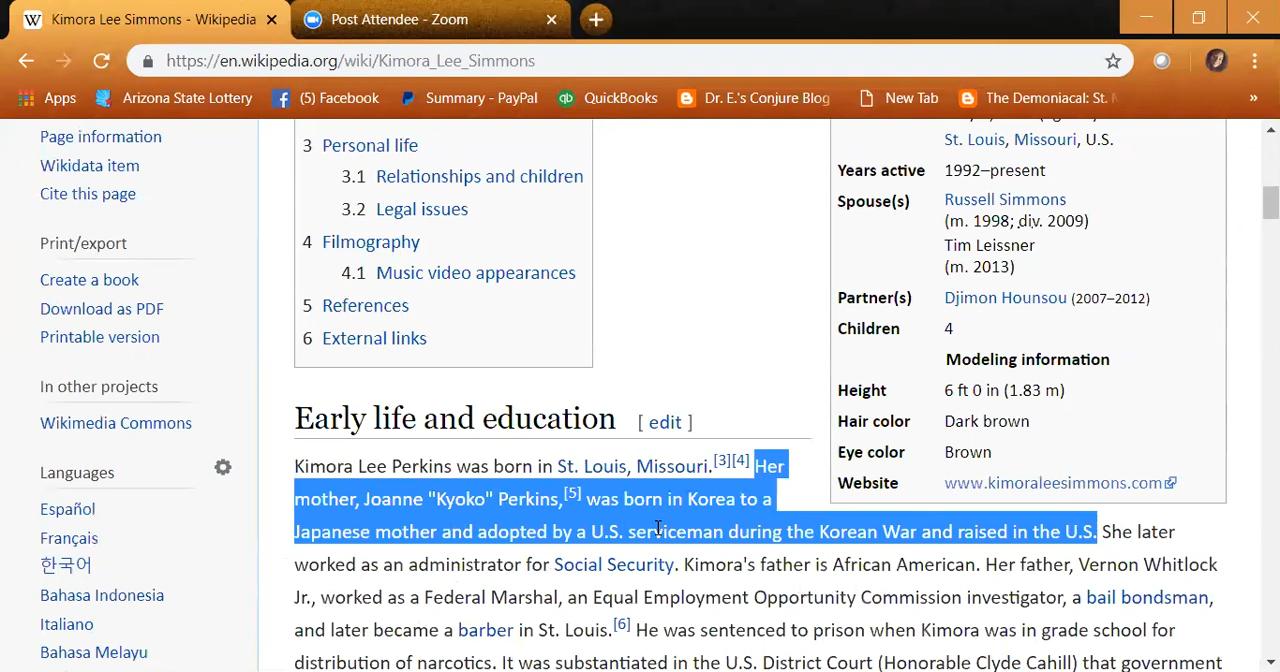 Kimora Lee Simmons - Wikipedia
Post Attendee - Zoom
https://en.wikipedia.org/wiki/Kimora_Lee_Simmons
Apps
Arizona State Lottery
(5) Facebook
Summary - PayPal
QuickBooks
Dr. E.'s Conjure Blog
New Tab
The Demoniacal: St.
»
Page information
Wikidata item
Cite this page
Print/export
Create a book
Download as PDF
Printable version
In other projects
Wikimedia Commons
Languages
Español
Français
한국어
Bahasa Indonesia
Italiano
Bahasa Melayu
3 Personal life
3.1 Relationships and children
3.2 Legal issues
4 Filmography
4.1 Music video appearances
5 References
6 External links
St. Louis, Missouri, U.S.
Years active 1992–present
Spouse(s) Russell Simmons
(m. 1998; div. 2009)
Tim Leissner
(m. 2013)
Partner(s) Djimon Hounsou (2007–2012)
Children 4
Modeling information
Height 6 ft 0 in (1.83 m)
Hair color Dark brown
Eye color Brown
Website www.kimoraleesimmons.com
Early life and education [ edit ]
Kimora Lee Perkins was born in St. Louis, Missouri.[3][4] Her
mother, Joanne "Kyoko" Perkins,[5] was born in Korea to a
Japanese mother and adopted by a U.S. serviceman during the Korean War and raised in the U.S. She later
worked as an administrator for Social Security. Kimora's father is African American. Her father, Vernon Whitlock
Jr., worked as a Federal Marshal, an Equal Employment Opportunity Commission investigator, a bail bondsman,
and later became a barber in St. Louis.[6] He was sentenced to prison when Kimora was in grade school for
distribution of narcotics. It was substantiated in the U.S. District Court (Honorable Clyde Cahill) that government